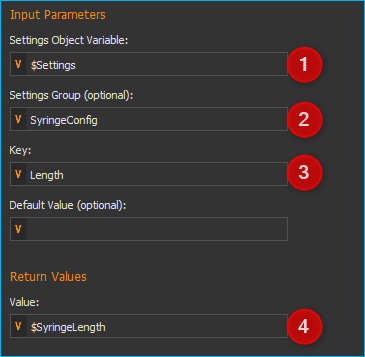 Input Parameters
Settings Object Variable:
V $Settings 1
Settings Group (optional):
V SyringeConfig 2
Key:
V Length 3
Default Value (optional):
V
Return Values
Value:
V $SyringeLength 4